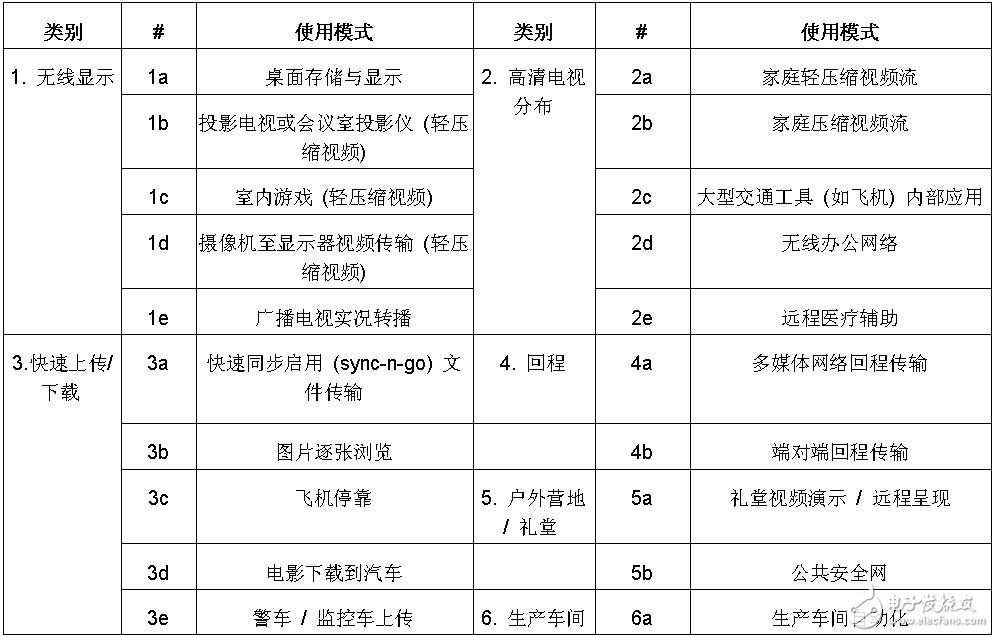 类别 # 使用模式 类别 # 使用模式
1. 无线显示 1a 桌面存储与显示 2. 高清电视 2a 家庭轻压缩视频流
分布
1b 投影电视或会议室投影仪 (轻压 2b 家庭压缩视频流
缩视频)
1c 室内游戏 (轻压缩视频) 2c 大型交通工具 (如飞机) 内部应用
1d 摄像机至显示器视频传输 (轻压 2d 无线办公网络
缩视频)
1e 广播电视实况转播 2e 远程医疗辅助
3.快速上传/ 3a 快速同步启用 (sync-n-go) 文 4. 回程 4a 多媒体网络回程传输
下载 件传输
3b 图片逐张浏览 4b 端对端回程传输
3c 飞机停靠 5. 户外营地 5a 礼堂视频演示 / 远程呈现
/ 礼堂
3d 电影下载到汽车 5b 公共安全网
3e 警车 / 监控车上传 6. 生产车间 6a 生产车间自动化
电子发烧友
www.elecfans.com